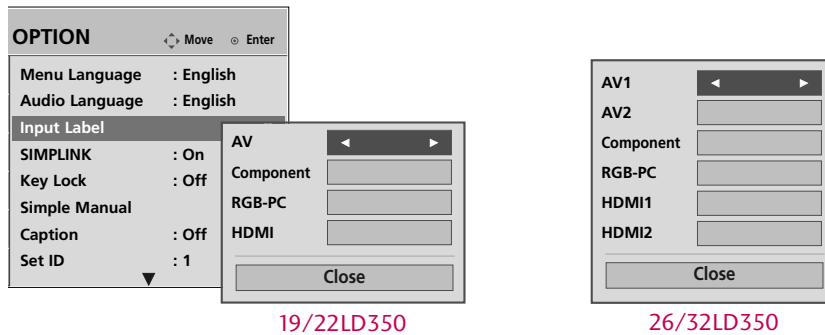 OPTION Move Enter
Menu Language : English
Audio Language : English
Input Label
SIMPLINK : On
Key Lock : Off
Simple Manual
Caption : Off
Set ID : 1
AV
Component
RGB-PC
HDMI
Close
19/22LD350
AV1
AV2
Component
RGB-PC
HDMI1
HDMI2
Close
26/32LD350